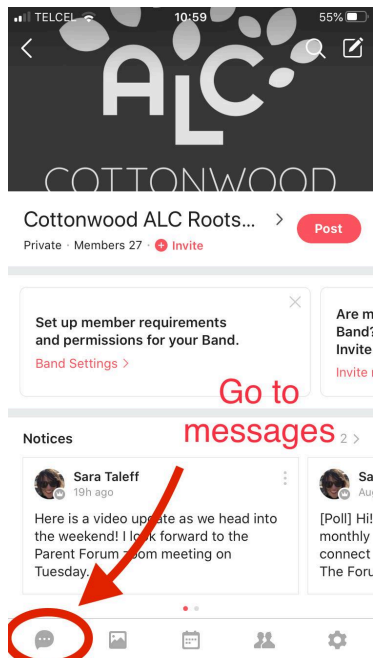 TELCEL 10:59 55%
ALC
COTTONWOOD
Cottonwood ALC Roots... >
Post
Private · Members 27 · Invite
Set up member requirements
and permissions for your Band.
Band Settings >
Are m
Band?
Invite
Invite
Go to
messages
Notices
2 >
Sara Taleff
19h ago
Here is a video update as we head into
the weekend! I look forward to the
Parent Forum zoom meeting on
Tuesday.
Sa
Au
[Poll] Hi!
monthly
connect
The Foru